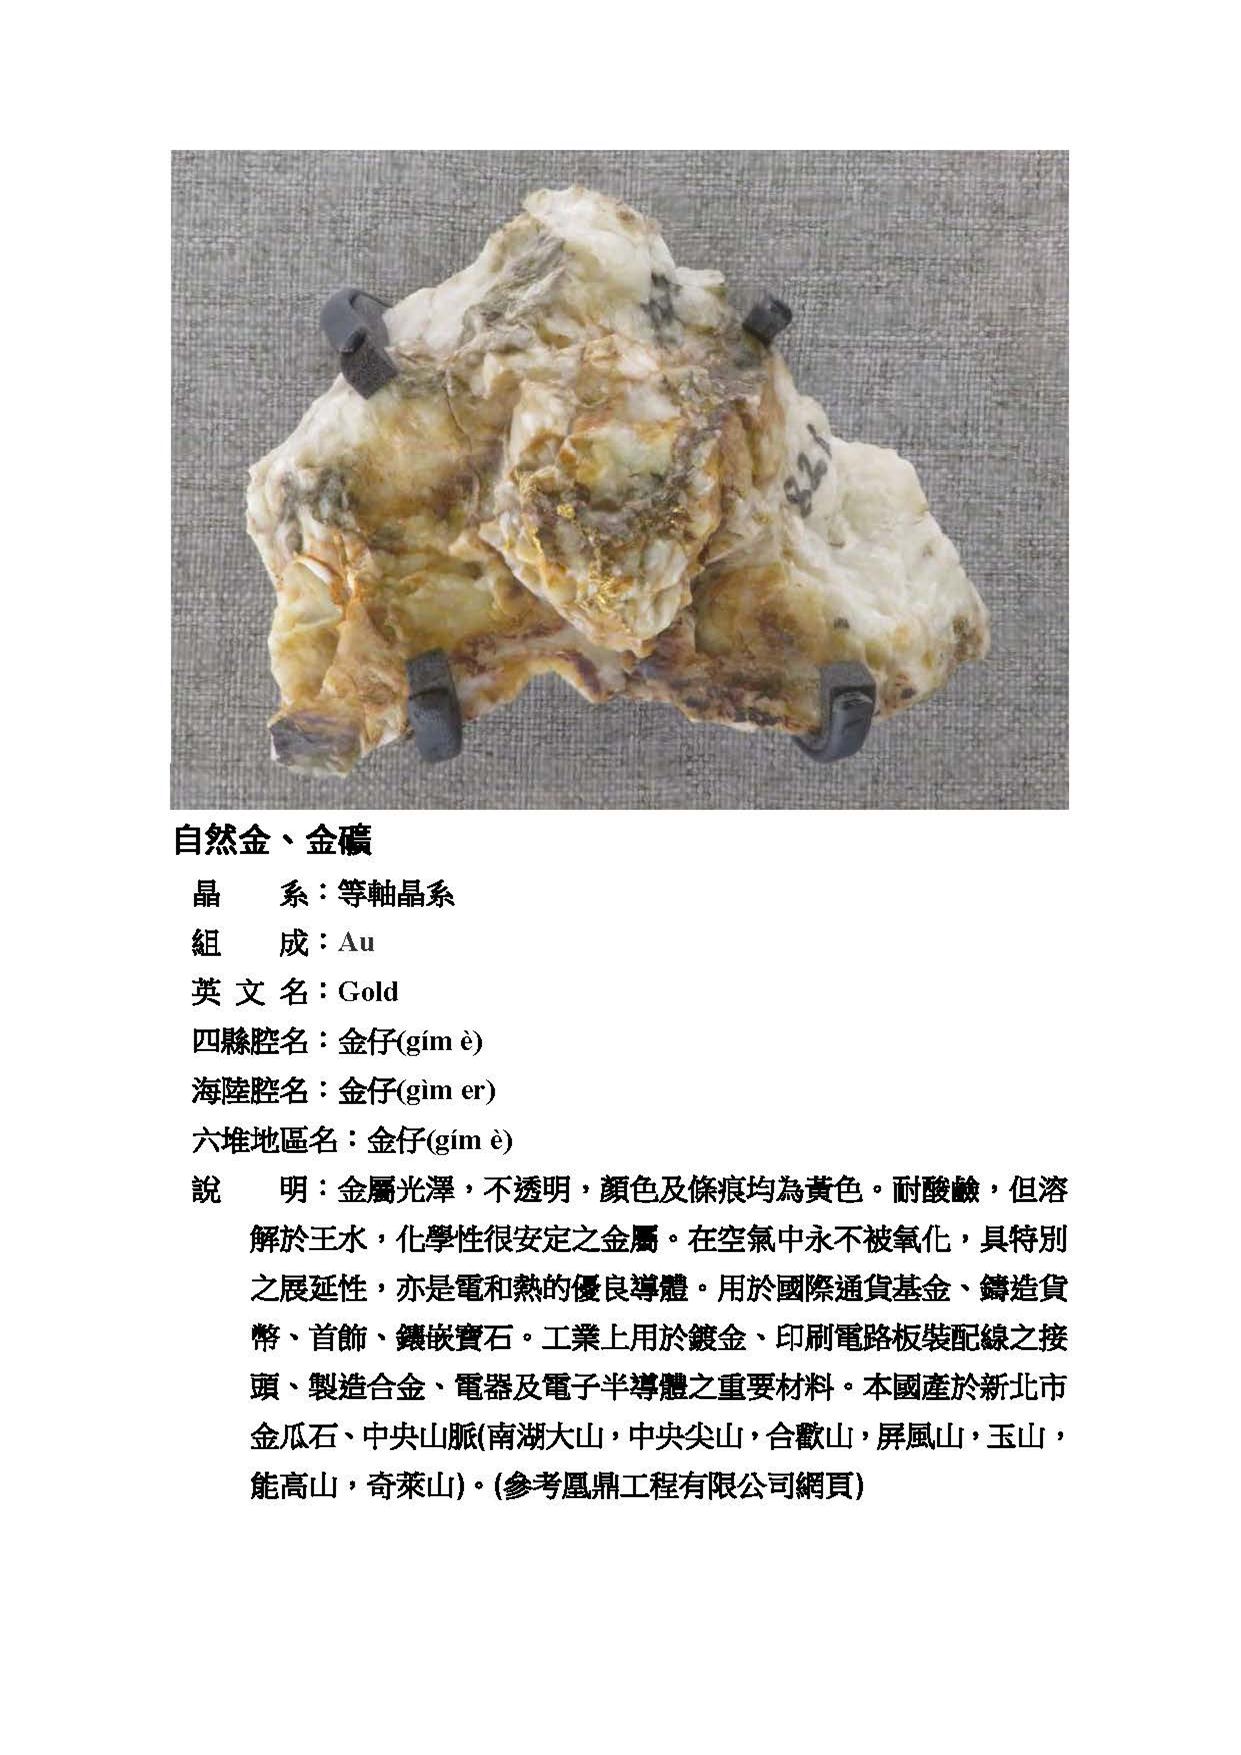 821
自然金、金礦
晶　　系：等軸晶系
組　　成：Au
英 文 名：Gold
四縣腔名：金仔(gím è)
海陸腔名：金仔(gìm er)
六堆地區名：金仔(gím è)
說　　明：金屬光澤，不透明，顏色及條痕均為黃色。耐酸鹼，但溶
解於王水，化學性很安定之金屬。在空氣中永不被氧化，具特別
之展延性，亦是電和熱的優良導體。用於國際通貨基金、鑄造貨
幣、首飾、鑲嵌寶石。工業上用於鍍金、印刷電路板裝配線之接
頭、製造合金、電器及電子半導體之重要材料。本國產於新北市
金瓜石、中央山脈(南湖大山，中央尖山，合歡山，屏風山，玉山，
能高山，奇萊山)。(參考凰鼎工程有限公司網頁)